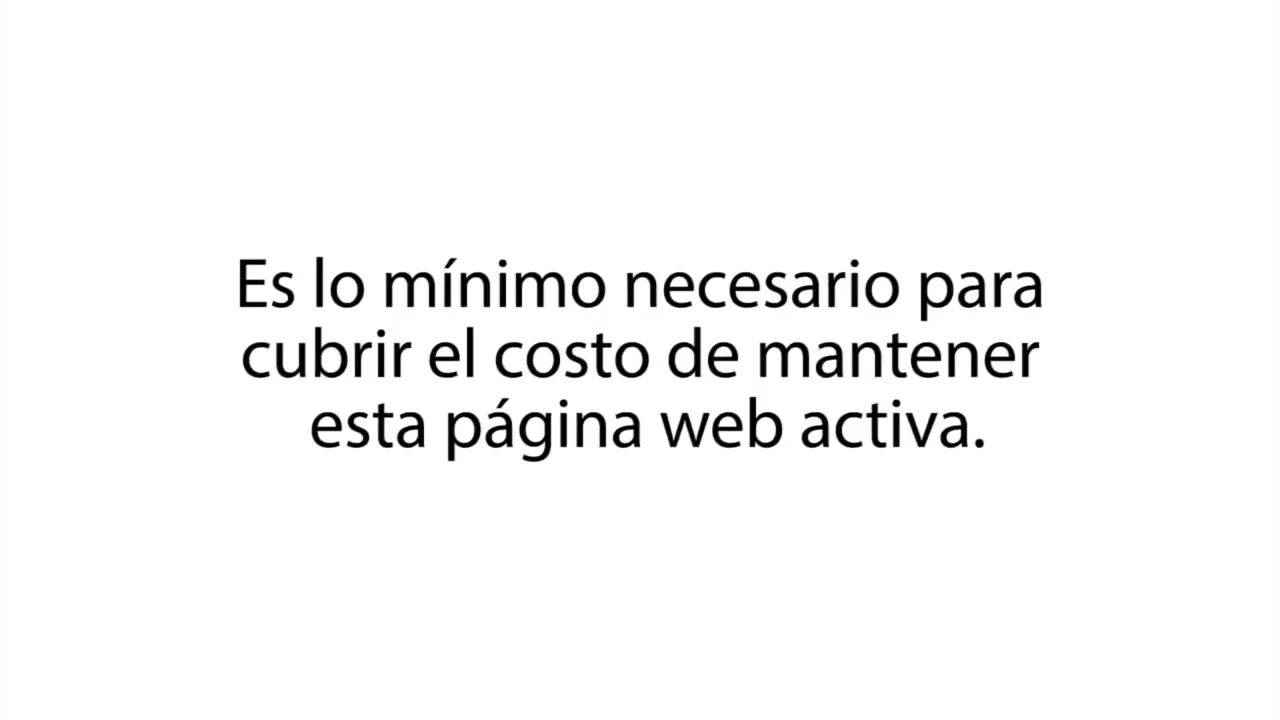 Es lo mínimo necesario para
cubrir el costo de mantener
esta página web activa.